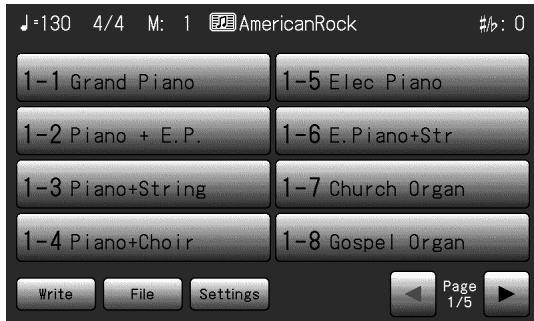 ♩=130 4/4 M: 1 AmericanRock ♯/♭: 0
1-1 Grand Piano
1-5 Elec Piano
1-2 Piano + E.P.
1-6 E.Piano+Str
1-3 Piano+String
1-7 Church Organ
1-4 Piano+Choir
1-8 Gospel Organ
Write File Settings
◀ Page ▶
1/5